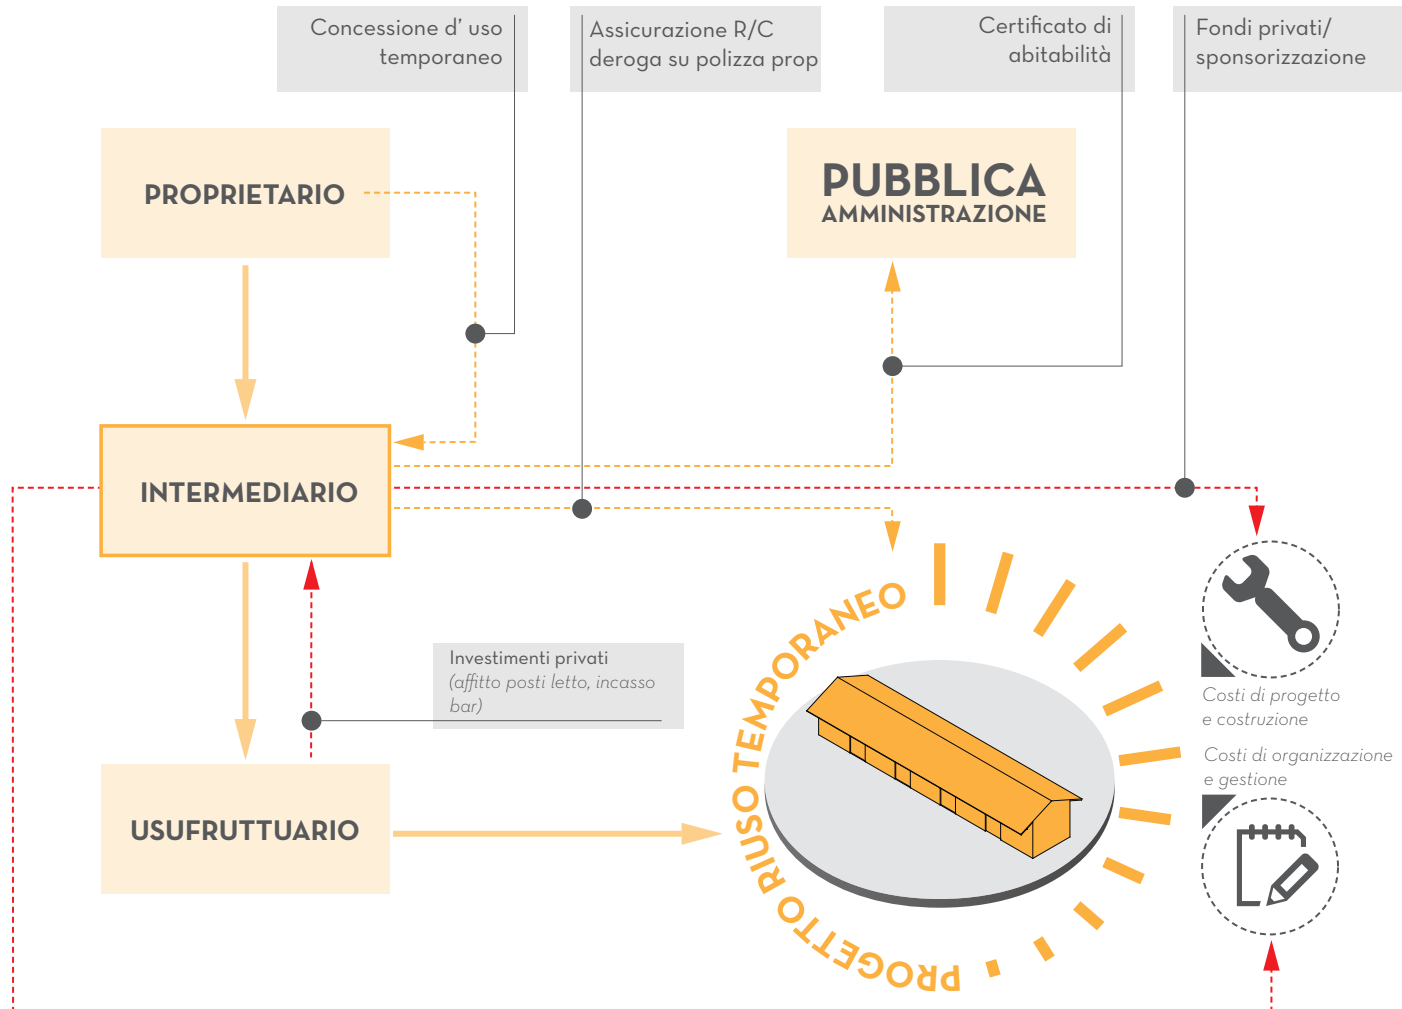 Concessione d' uso
temporaneo
Assicurazione R/C
deroga su polizza prop
Certificato di
abitabilità
Fondi privati/
sponsorizzazione
PROPRIETARIO
PUBBLICA
AMMINISTRAZIONE
INTERMEDIARIO
Investimenti privati
(affitto posti letto, incasso
bar)
USUFRUTTUARIO
PROGETTO RIUSO TEMPORANEO
Costi di progetto
e costruzione
Costi di organizzazione
e gestione